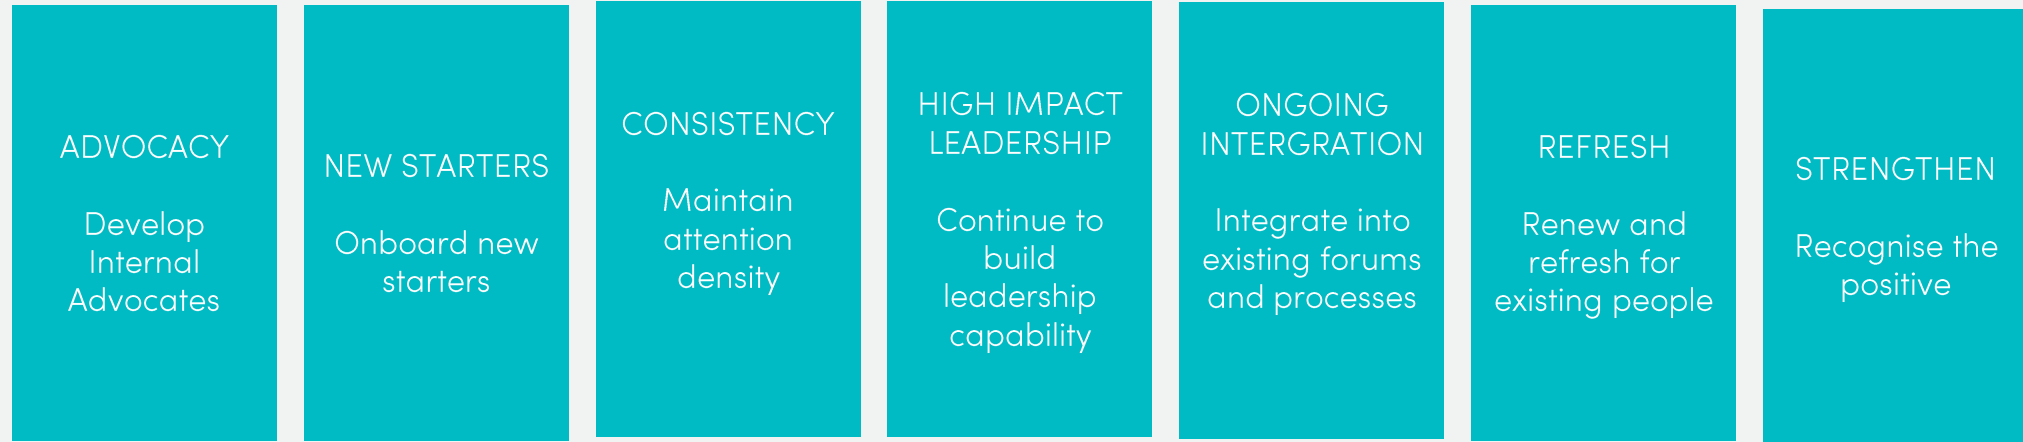 ADVOCACY
Develop
Internal
Advocates
NEW STARTERS
Onboard new
starters
CONSISTENCY
Maintain
attention
density
HIGH IMPACT
LEADERSHIP
Continue to
build
leadership
capability
ONGOING
INTERGRATION
Integrate into
existing forums
and processes
REFRESH
Renew and
refresh for
existing people
STRENGTHEN
Recognise the
positive